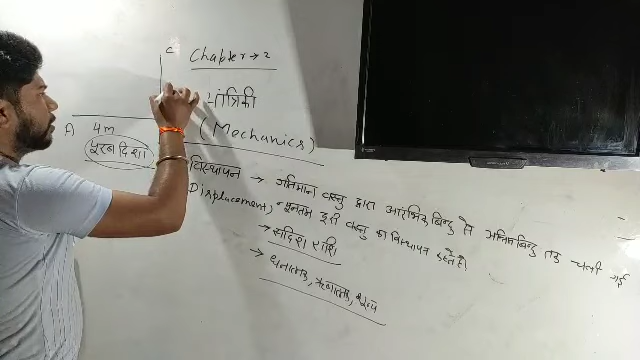 C
Chapter → 2
यांत्रिकी
(Mechanics)
A 4m
पूरब दिशा
विस्थापन → गतिमान वस्तु द्वारा आरंभिक बिन्दु से अंतिम बिन्दु तक चली गई
Displacement, न्यूनतम दूरी वस्तु का विस्थापन कहते हैं।
→ सदिश राशि
→ धनात्मक, ऋणात्मक, शून्य